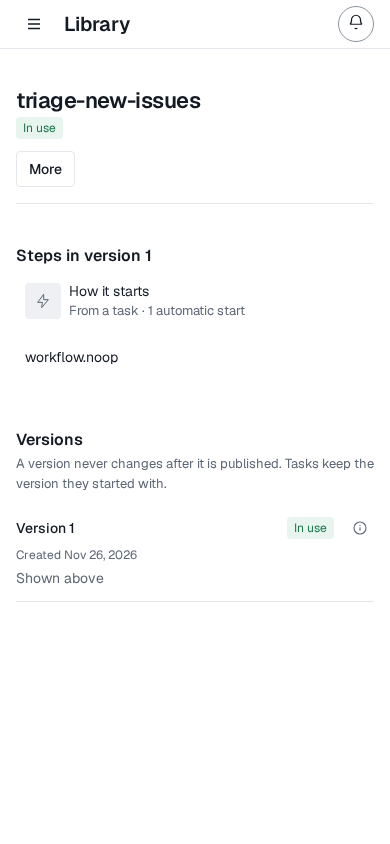 Library
triage-new-issues
In use
More
Steps in version 1
How it starts
From a task · 1 automatic start
workflow.noop
Versions
A version never changes after it is published. Tasks keep the
version they started with.
Version 1
In use
Created Nov 26, 2026
Shown above